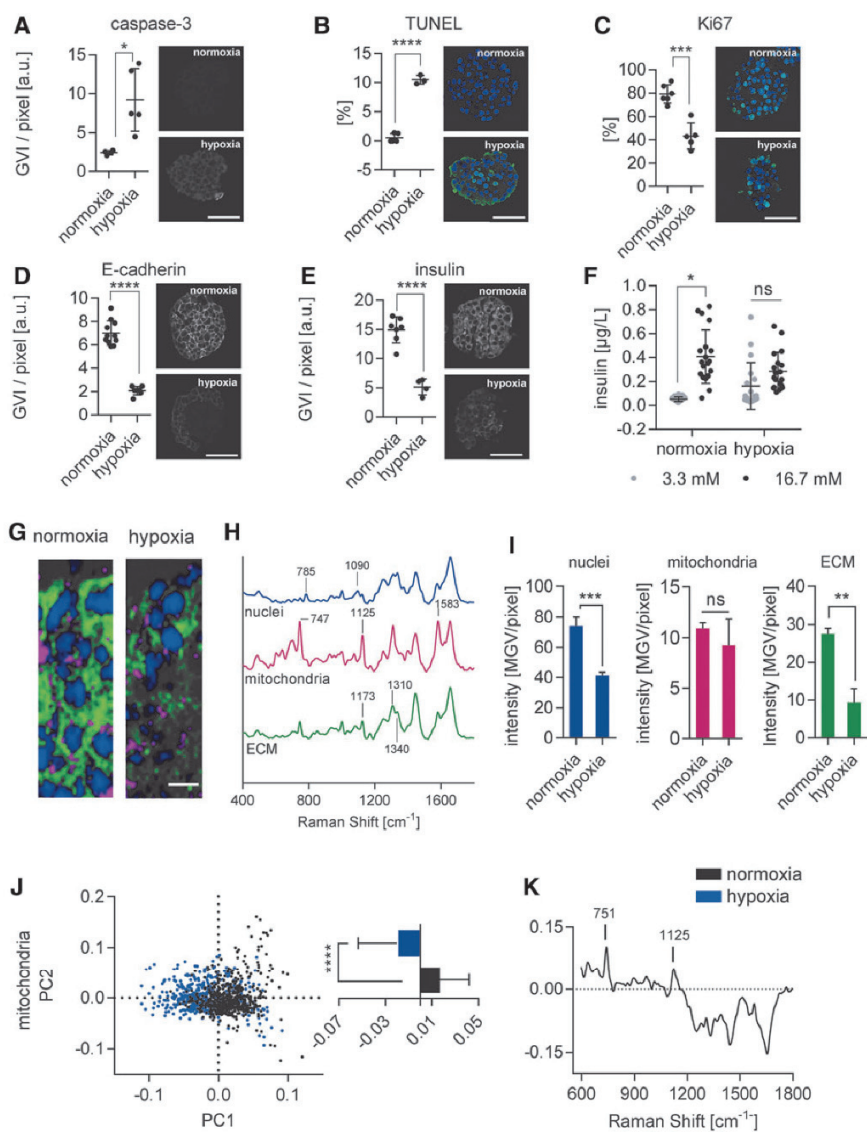 A
caspase-3
GVI / pixel [a.u.]
15
10
5
0
*
normoxia
hypoxia
normoxia
hypoxia
B
TUNEL
[%]
15
10
5
0
-5
****
normoxia
hypoxia
normoxia
hypoxia
C
Ki67
[%]
100
80
60
40
20
0
***
normoxia
hypoxia
normoxia
hypoxia
D
E-cadherin
GVI / pixel [a.u.]
10
8
6
4
2
0
****
normoxia
hypoxia
normoxia
hypoxia
E
insulin
GVI / pixel [a.u.]
20
15
10
5
0
****
normoxia
hypoxia
normoxia
hypoxia
F
insulin [µg/L]
1.0
0.8
0.6
0.4
0.2
0.0
-0.2
*
ns
normoxia
hypoxia
3.3 mM
16.7 mM
G
normoxia
hypoxia
H
785
1090
nuclei
747
1125
1583
mitochondria
1173
1310
1340
ECM
400
800
1200
1600
Raman Shift [cm⁻¹]
I
nuclei
intensity [MGV/pixel]
100
80
60
40
20
0
***
normoxia
hypoxia
mitochondria
intensity [MGV/pixel]
15
10
5
0
ns
normoxia
hypoxia
ECM
Intensity [MGV/pixel]
40
30
20
10
0
**
normoxia
hypoxia
J
mitochondria
PC2
0.2
0.1
0.0
-0.1
-0.1
0.0
0.1
PC1
****
-0.07
-0.03
0.01
0.05
normoxia
hypoxia
K
751
1125
0.15
0.00
-0.15
600
900
1200
1500
1800
Raman Shift [cm⁻¹]